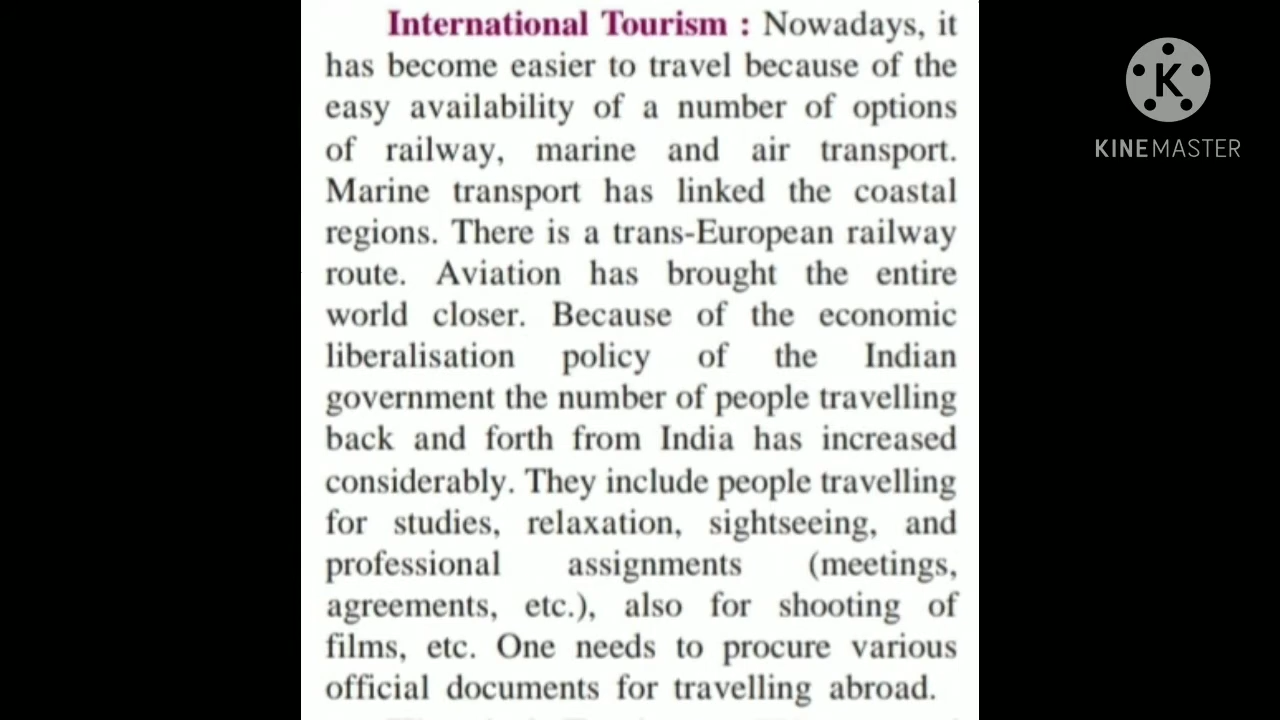 International Tourism : Nowadays, it
has become easier to travel because of the
easy availability of a number of options
of railway, marine and air transport.
Marine transport has linked the coastal
regions. There is a trans-European railway
route. Aviation has brought the entire
world closer. Because of the economic
liberalisation policy of the Indian
government the number of people travelling
back and forth from India has increased
considerably. They include people travelling
for studies, relaxation, sightseeing, and
professional assignments (meetings,
agreements, etc.), also for shooting of
films, etc. One needs to procure various
official documents for travelling abroad.
K
KINEMASTER